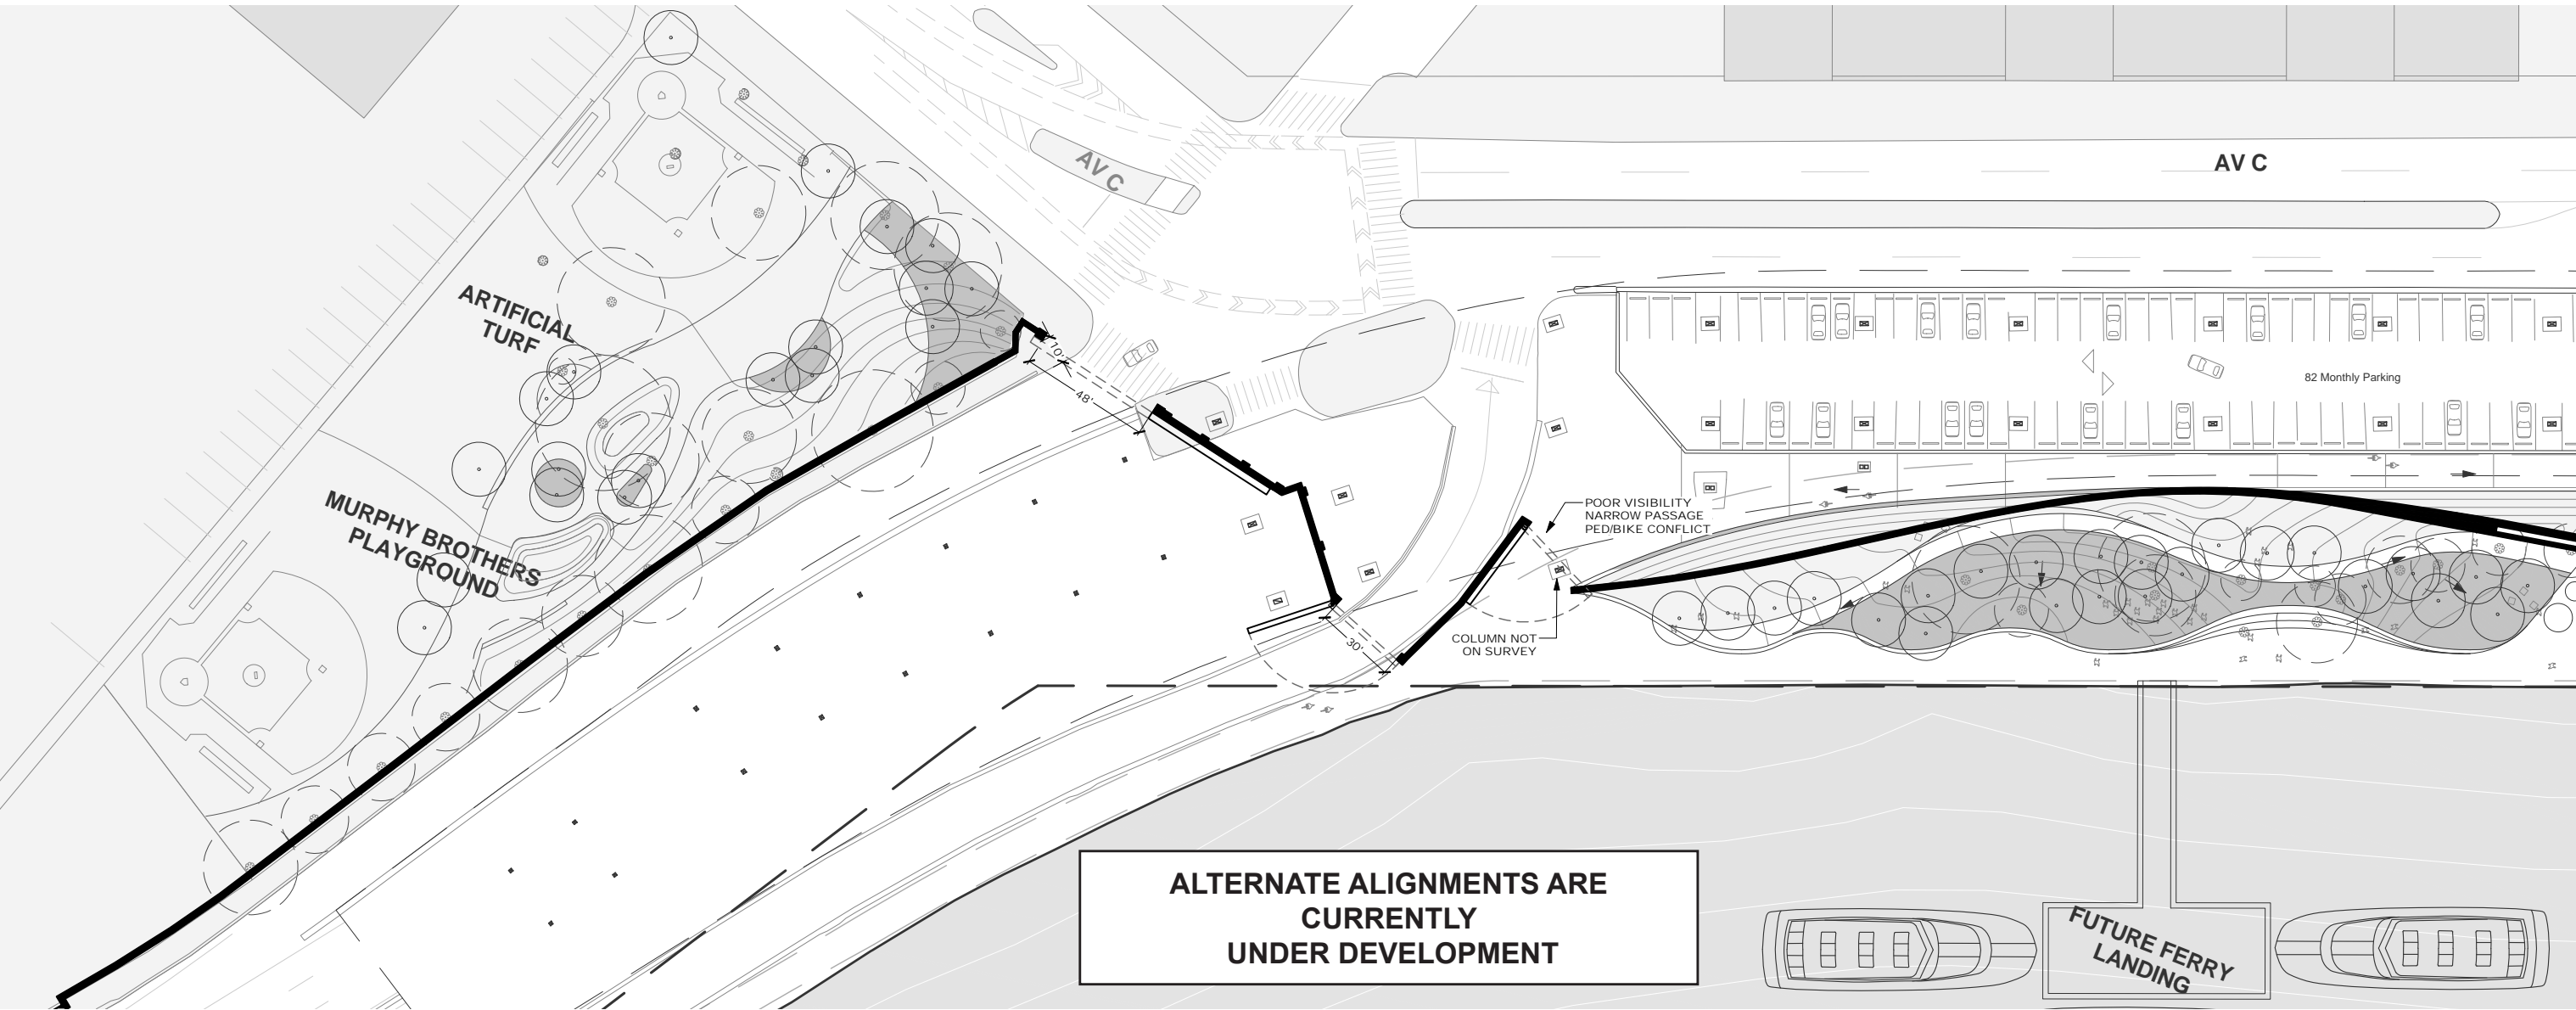 AV C
AV C
ARTIFICIAL
TURF
10'
48'
82 Monthly Parking
MURPHY BROTHERS
PLAYGROUND
POOR VISIBILITY
NARROW PASSAGE
PED/BIKE CONFLICT
COLUMN NOT
ON SURVEY
30'
ALTERNATE ALIGNMENTS ARE
CURRENTLY
UNDER DEVELOPMENT
FUTURE FERRY
LANDING